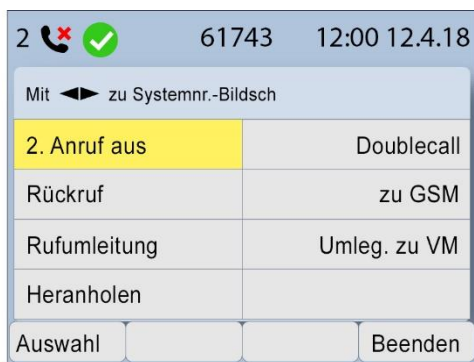 2 61743 12:00 12.4.18
Mit ◄► zu Systemnr.-Bildsch
2. Anruf aus Doublecall
Rückruf zu GSM
Rufumleitung Umleg. zu VM
Heranholen
Auswahl Beenden